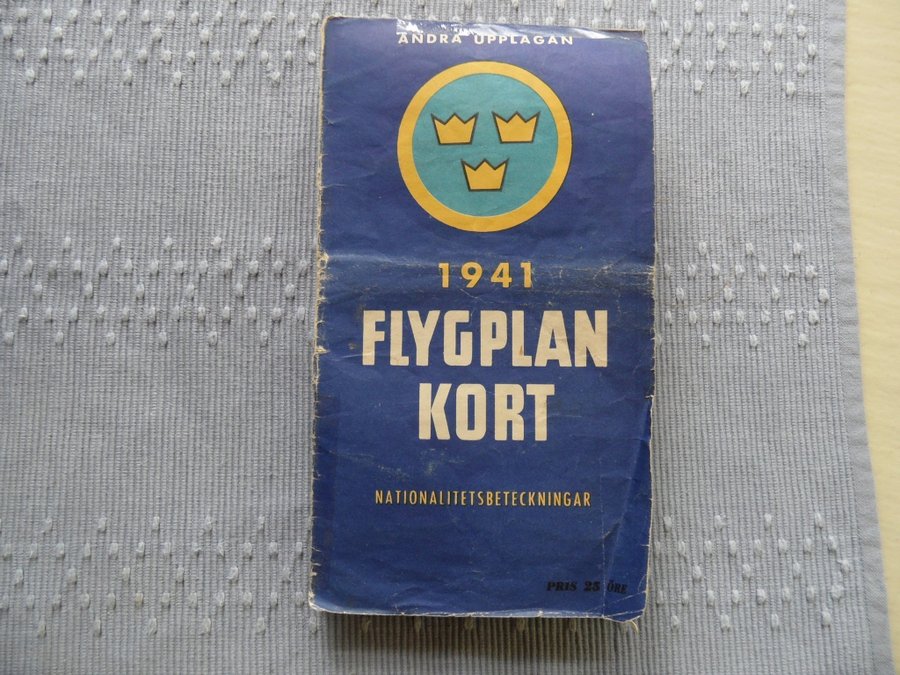 ANDRA UPPLAGAN
1941
FLYGPLAN
KORT
NATIONALITETSBETECKNINGAR
PRIS 25 ÖRE